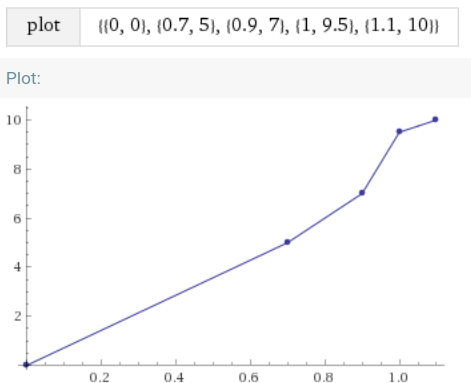 plot {{0, 0}, {0.7, 5}, {0.9, 7}, {1, 9.5}, {1.1, 10}}
Plot:
10
8
6
4
2
0.2 0.4 0.6 0.8 1.0